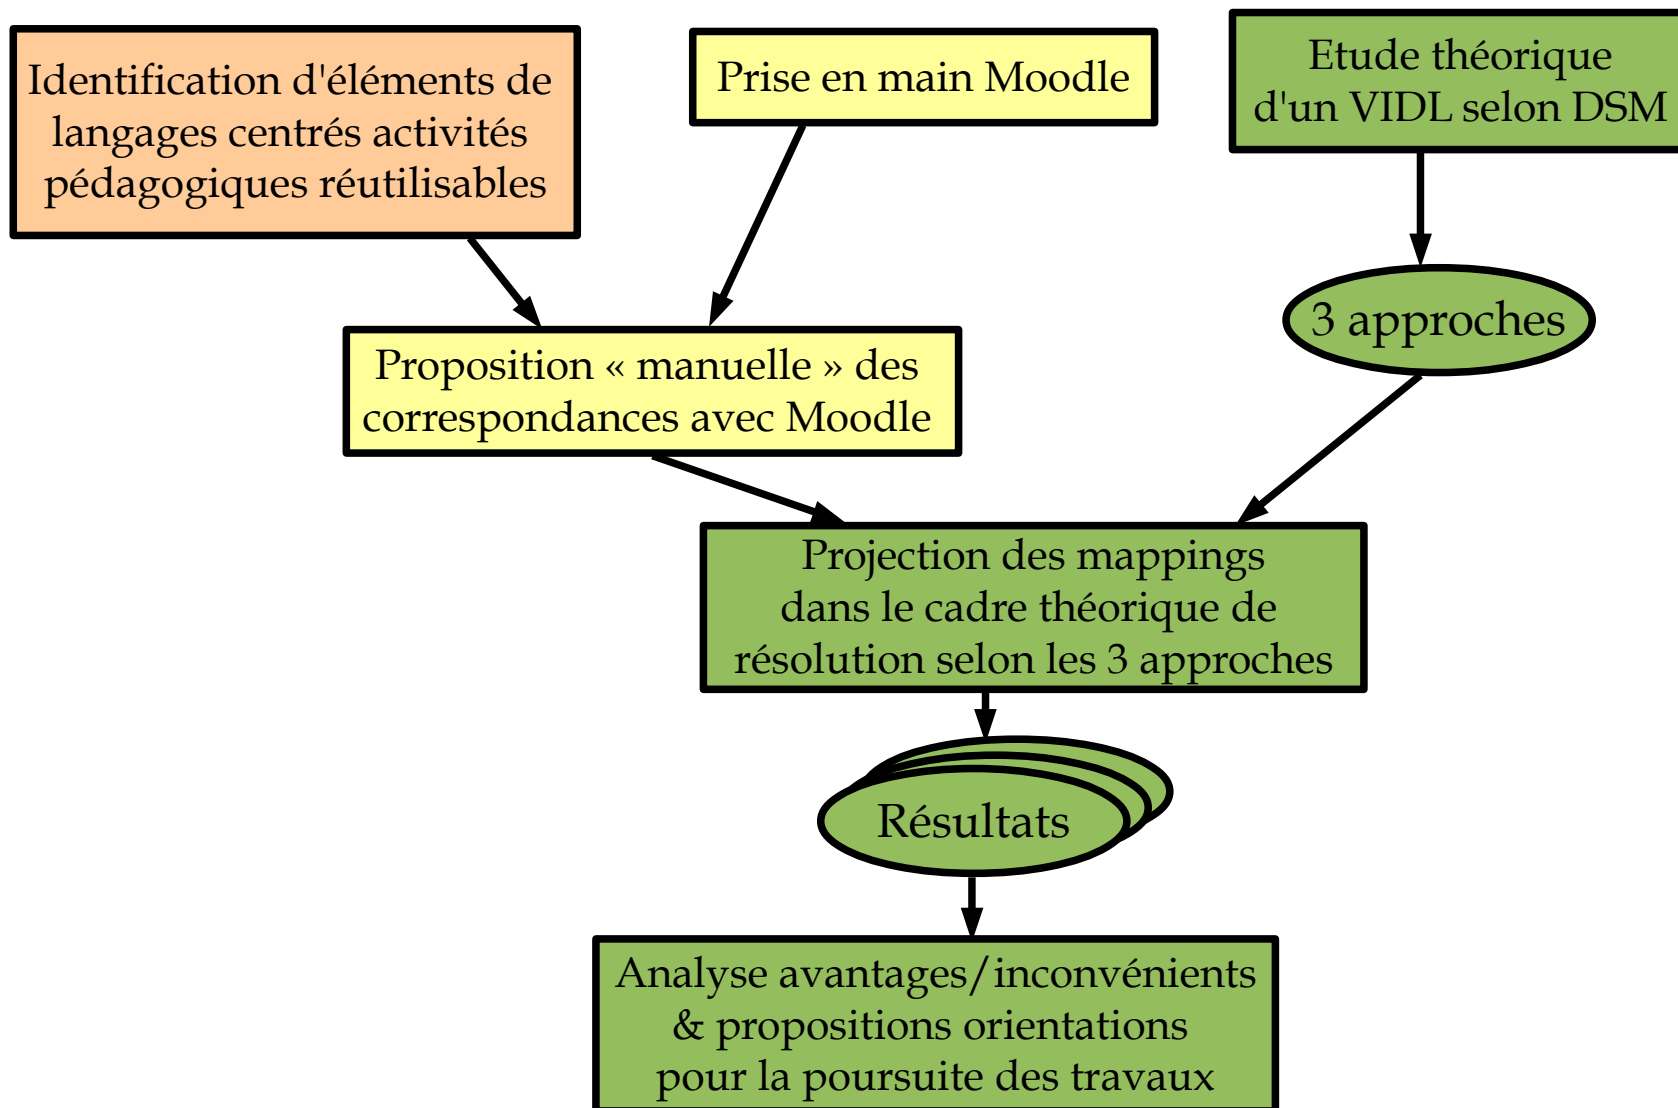 Identification d'éléments de
langages centrés activités
pédagogiques réutilisables
Prise en main Moodle
Etude théorique
d'un VIDL selon DSM
3 approches
Proposition « manuelle » des
correspondances avec Moodle
Projection des mappings
dans le cadre théorique de
résolution selon les 3 approches
Résultats
Analyse avantages/inconvénients
& propositions orientations
pour la poursuite des travaux